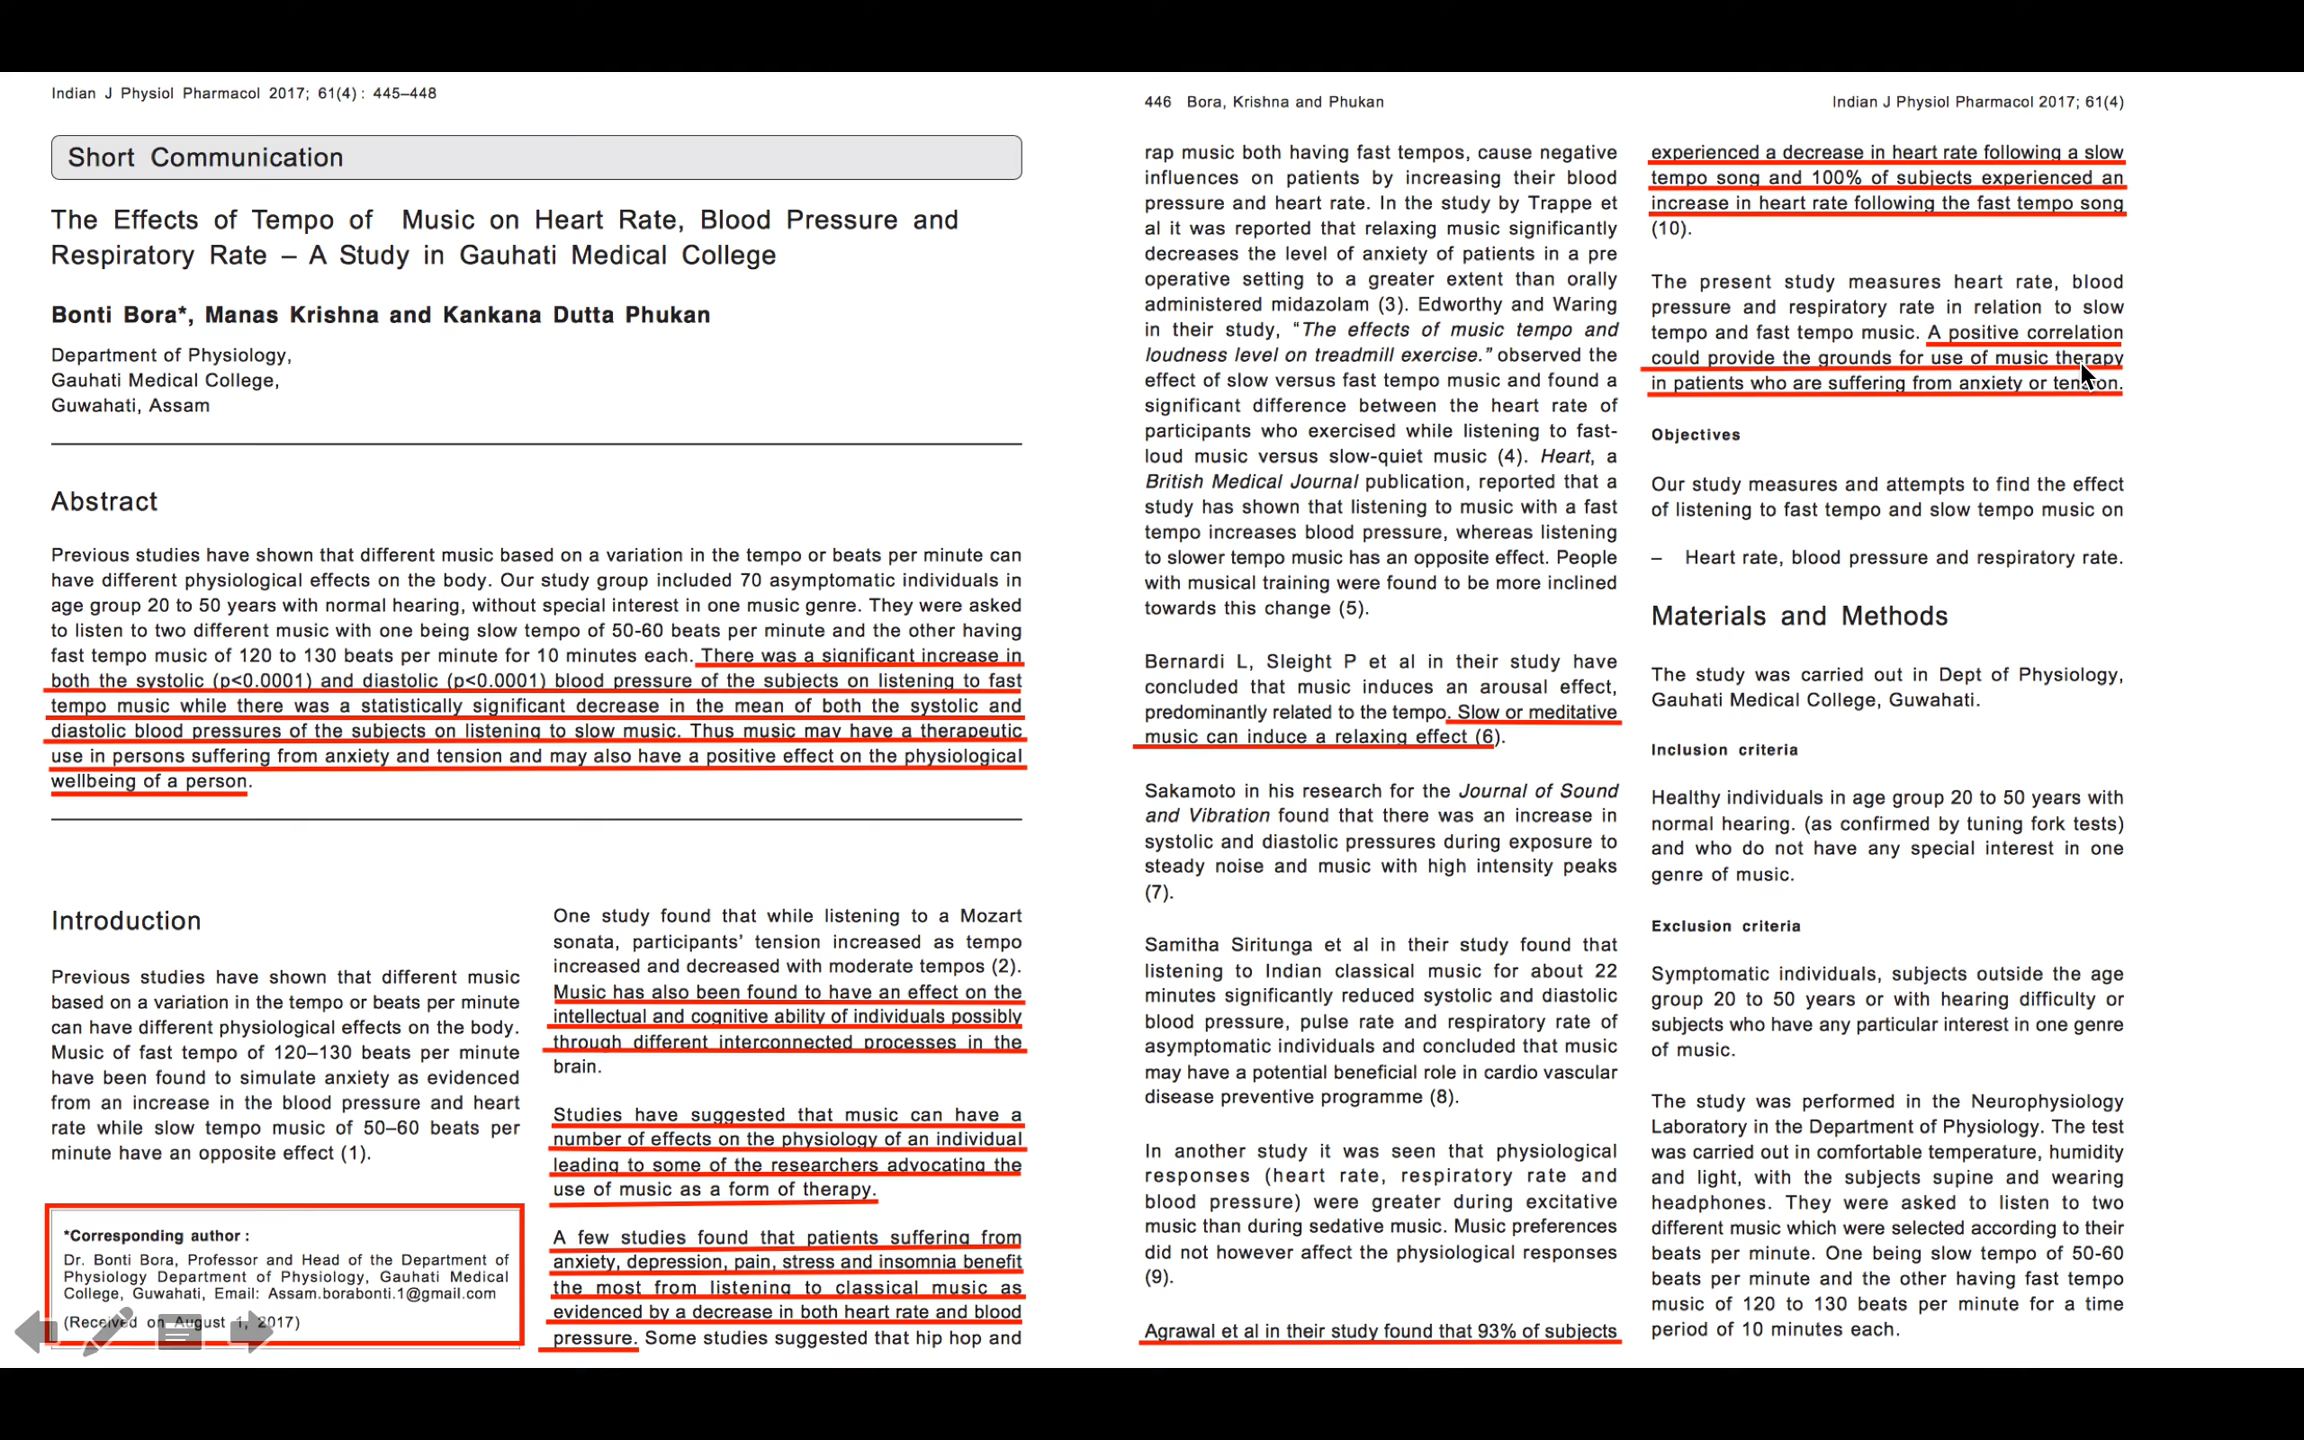 Indian J Physiol Pharmacol 2017; 61(4) : 445–448
Short Communication
The Effects of Tempo of Music on Heart Rate, Blood Pressure and
Respiratory Rate – A Study in Gauhati Medical College
Bonti Bora*, Manas Krishna and Kankana Dutta Phukan
Department of Physiology,
Gauhati Medical College,
Guwahati, Assam
Abstract
Previous studies have shown that different music based on a variation in the tempo or beats per minute can
have different physiological effects on the body. Our study group included 70 asymptomatic individuals in
age group 20 to 50 years with normal hearing, without special interest in one music genre. They were asked
to listen to two different music with one being slow tempo of 50-60 beats per minute and the other having
fast tempo music of 120 to 130 beats per minute for 10 minutes each. There was a significant increase in
both the systolic (p<0.0001) and diastolic (p<0.0001) blood pressure of the subjects on listening to fast
tempo music while there was a statistically significant decrease in the mean of both the systolic and
diastolic blood pressures of the subjects on listening to slow music. Thus music may have a therapeutic
use in persons suffering from anxiety and tension and may also have a positive effect on the physiological
wellbeing of a person.
Introduction
Previous studies have shown that different music
based on a variation in the tempo or beats per minute
can have different physiological effects on the body.
Music of fast tempo of 120–130 beats per minute
have been found to simulate anxiety as evidenced
from an increase in the blood pressure and heart
rate while slow tempo music of 50–60 beats per
minute have an opposite effect (1).
*Corresponding author :
Dr. Bonti Bora, Professor and Head of the Department of
Physiology Department of Physiology, Gauhati Medical
College, Guwahati, Email: Assam.borabonti.1@gmail.com
(Received on August 1, 2017)
One study found that while listening to a Mozart
sonata, participants' tension increased as tempo
increased and decreased with moderate tempos (2).
Music has also been found to have an effect on the
intellectual and cognitive ability of individuals possibly
through different interconnected processes in the
brain.
Studies have suggested that music can have a
number of effects on the physiology of an individual
leading to some of the researchers advocating the
use of music as a form of therapy.
A few studies found that patients suffering from
anxiety, depression, pain, stress and insomnia benefit
the most from listening to classical music as
evidenced by a decrease in both heart rate and blood
pressure. Some studies suggested that hip hop and
446 Bora, Krishna and Phukan
Indian J Physiol Pharmacol 2017; 61(4)
rap music both having fast tempos, cause negative
influences on patients by increasing their blood
pressure and heart rate. In the study by Trappe et
al it was reported that relaxing music significantly
decreases the level of anxiety of patients in a pre
operative setting to a greater extent than orally
administered midazolam (3). Edworthy and Waring
in their study, “The effects of music tempo and
loudness level on treadmill exercise.” observed the
effect of slow versus fast tempo music and found a
significant difference between the heart rate of
participants who exercised while listening to fast-
loud music versus slow-quiet music (4). Heart, a
British Medical Journal publication, reported that a
study has shown that listening to music with a fast
tempo increases blood pressure, whereas listening
to slower tempo music has an opposite effect. People
with musical training were found to be more inclined
towards this change (5).
Bernardi L, Sleight P et al in their study have
concluded that music induces an arousal effect,
predominantly related to the tempo. Slow or meditative
music can induce a relaxing effect (6).
Sakamoto in his research for the Journal of Sound
and Vibration found that there was an increase in
systolic and diastolic pressures during exposure to
steady noise and music with high intensity peaks
(7).
Samitha Siritunga et al in their study found that
listening to Indian classical music for about 22
minutes significantly reduced systolic and diastolic
blood pressure, pulse rate and respiratory rate of
asymptomatic individuals and concluded that music
may have a potential beneficial role in cardio vascular
disease preventive programme (8).
In another study it was seen that physiological
responses (heart rate, respiratory rate and
blood pressure) were greater during excitative
music than during sedative music. Music preferences
did not however affect the physiological responses
(9).
Agrawal et al in their study found that 93% of subjects
experienced a decrease in heart rate following a slow
tempo song and 100% of subjects experienced an
increase in heart rate following the fast tempo song
(10).
The present study measures heart rate, blood
pressure and respiratory rate in relation to slow
tempo and fast tempo music. A positive correlation
could provide the grounds for use of music therapy
in patients who are suffering from anxiety or tension.
Objectives
Our study measures and attempts to find the effect
of listening to fast tempo and slow tempo music on
– Heart rate, blood pressure and respiratory rate.
Materials and Methods
The study was carried out in Dept of Physiology,
Gauhati Medical College, Guwahati.
Inclusion criteria
Healthy individuals in age group 20 to 50 years with
normal hearing. (as confirmed by tuning fork tests)
and who do not have any special interest in one
genre of music.
Exclusion criteria
Symptomatic individuals, subjects outside the age
group 20 to 50 years or with hearing difficulty or
subjects who have any particular interest in one genre
of music.
The study was performed in the Neurophysiology
Laboratory in the Department of Physiology. The test
was carried out in comfortable temperature, humidity
and light, with the subjects supine and wearing
headphones. They were asked to listen to two
different music which were selected according to their
beats per minute. One being slow tempo of 50-60
beats per minute and the other having fast tempo
music of 120 to 130 beats per minute for a time
period of 10 minutes each.